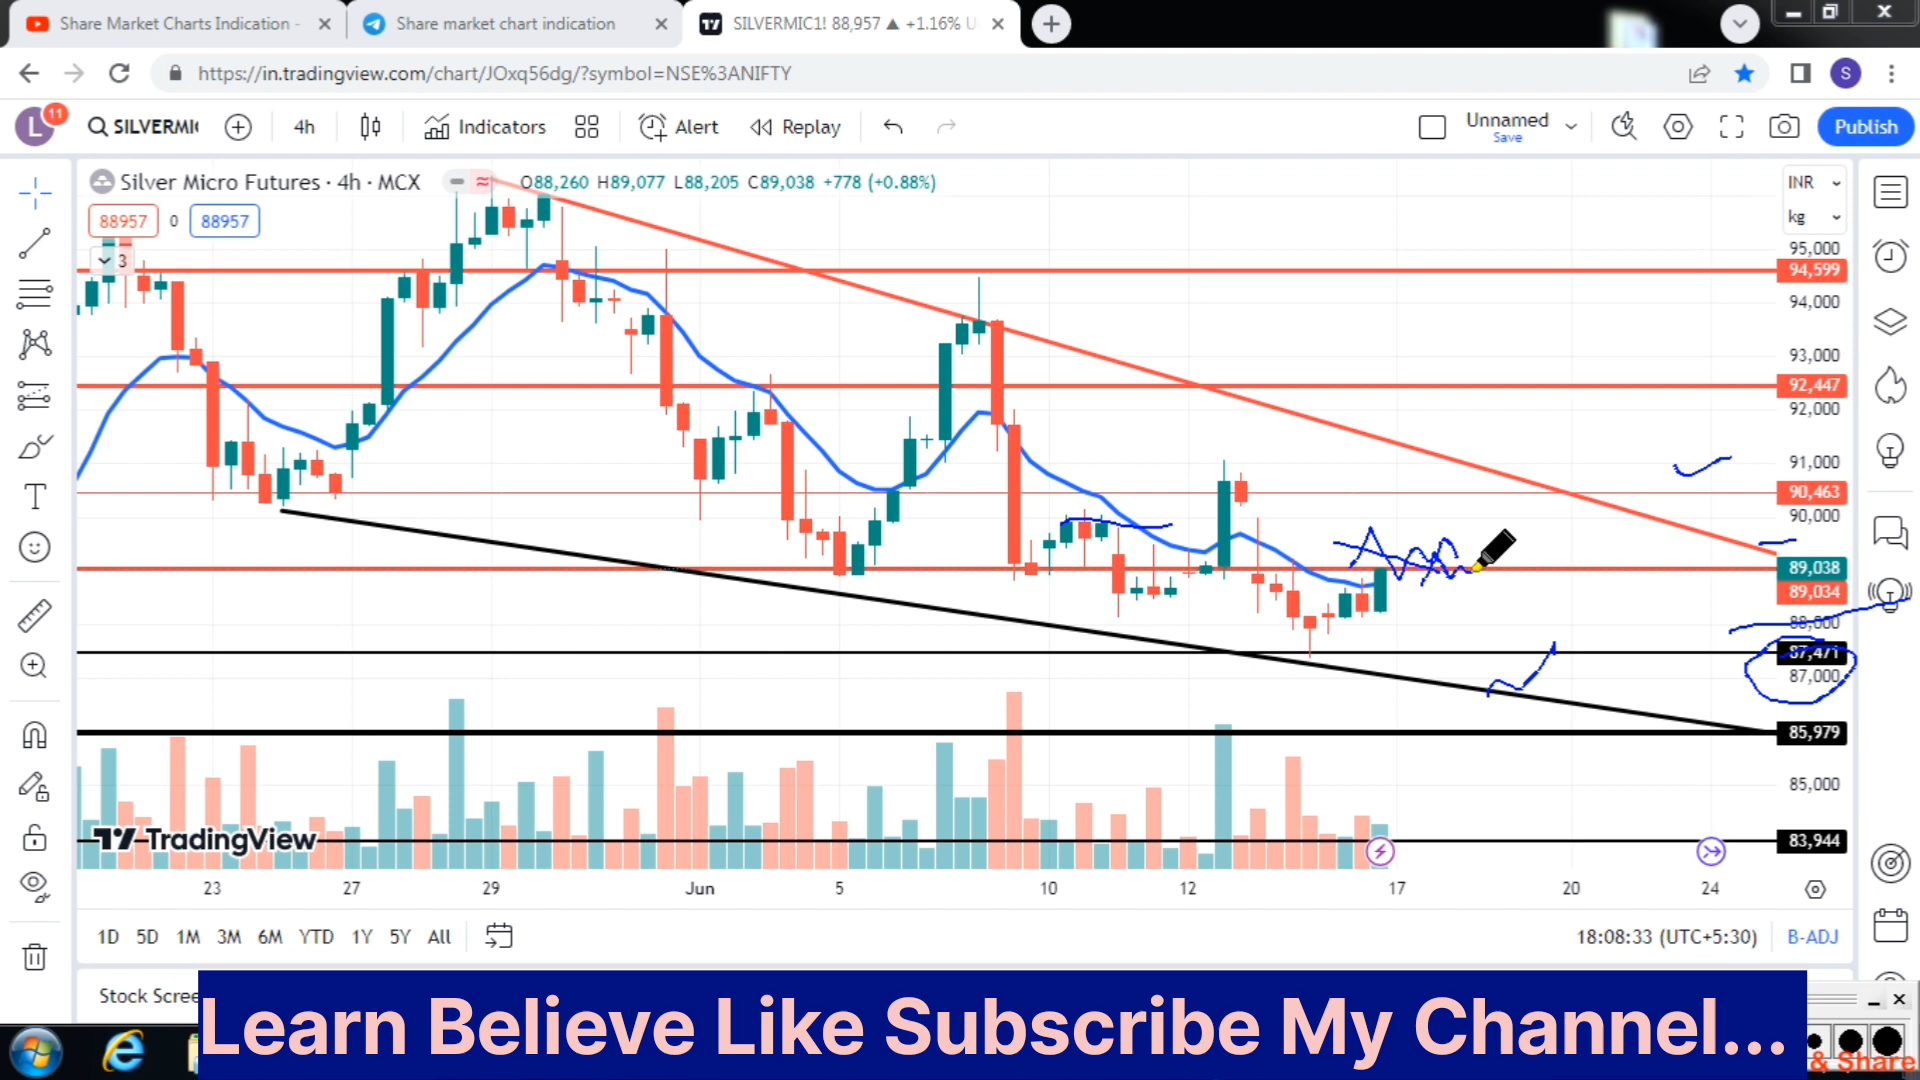 Share Market Charts Indication -
Share market chart indication
SILVERMIC1! 88,957 ▲ +1.16% U
https://in.tradingview.com/chart/JOxq56dg/?symbol=NSE%3ANIFTY
S
L
11
SILVERMI
4h
Indicators
Alert
Replay
Unnamed
Save
Publish
Silver Micro Futures · 4h · MCX
O88,260 H89,077 L88,205 C89,038 +778 (+0.88%)
INR
kg
88957
0
88957
3
95,000
94,599
94,000
93,000
92,447
92,000
91,000
90,463
90,000
89,038
89,034
88,000
87,471
87,000
85,979
85,000
83,944
TradingView
23
27
29
Jun
5
10
12
17
20
24
1D 5D 1M 3M 6M YTD 1Y 5Y All
18:08:33 (UTC+5:30)
B-ADJ
Stock Scree
Learn Believe Like Subscribe My Channel...
& Share